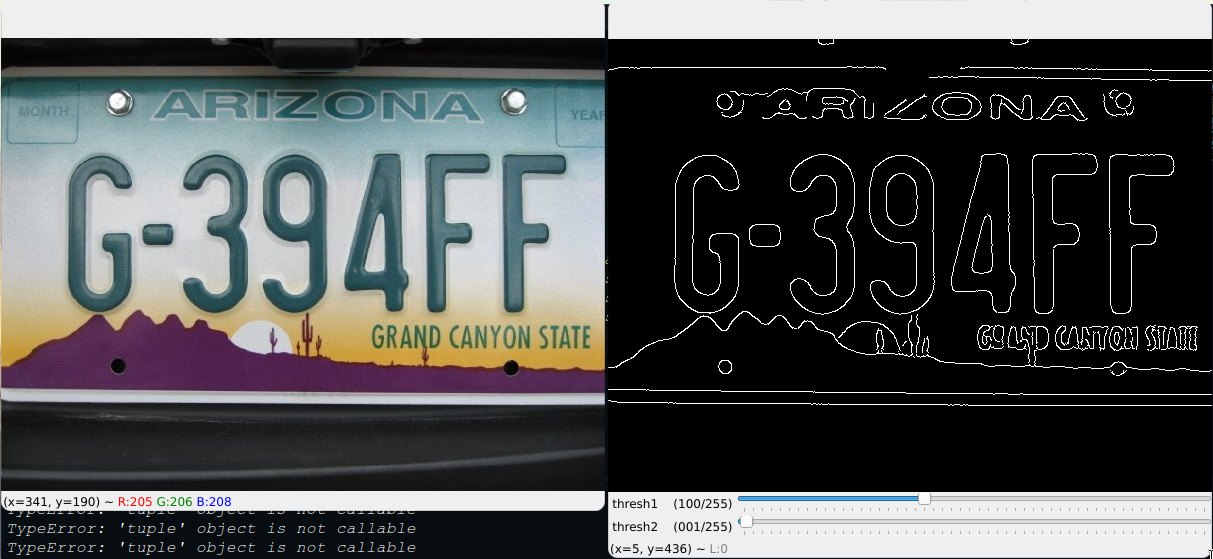 MONTH
ARIZONA
YEAR
G-394FF
GRAND CANYON STATE
(x=341, y=190) ~ R:205 G:206 B:208
TypeError: 'tuple' object is not callable
TypeError: 'tuple' object is not callable
TypeError: 'tuple' object is not callable
ARIZONA
G-394FF
GRAND CANYON STATE
thresh1 (100/255)
thresh2 (001/255)
(x=5, y=436) ~ L:0